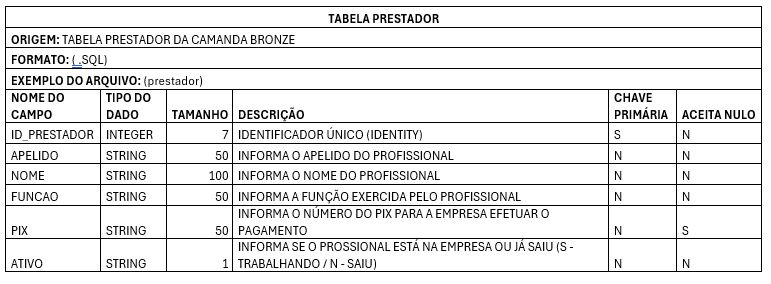 TABELA PRESTADOR
ORIGEM: TABELA PRESTADOR DA CAMANDA BRONZE
FORMATO: ( .SQL)
EXEMPLO DO ARQUIVO: (prestador)
NOME DO CAMPO TIPO DO DADO TAMANHO DESCRIÇÃO CHAVE PRIMÁRIA ACEITA NULO
ID_PRESTADOR INTEGER 7 IDENTIFICADOR ÚNICO (IDENTITY) S N
APELIDO STRING 50 INFORMA O APELIDO DO PROFISSIONAL N N
NOME STRING 100 INFORMA O NOME DO PROFISSIONAL N N
FUNCAO STRING 50 INFORMA A FUNÇÃO EXERCIDA PELO PROFISSIONAL N N
PIX STRING 50 INFORMA O NÚMERO DO PIX PARA A EMPRESA EFETUAR O PAGAMENTO N S
ATIVO STRING 1 INFORMA SE O PROSSIONAL ESTÁ NA EMPRESA OU JÁ SAIU (S - TRABALHANDO / N - SAIU) N N